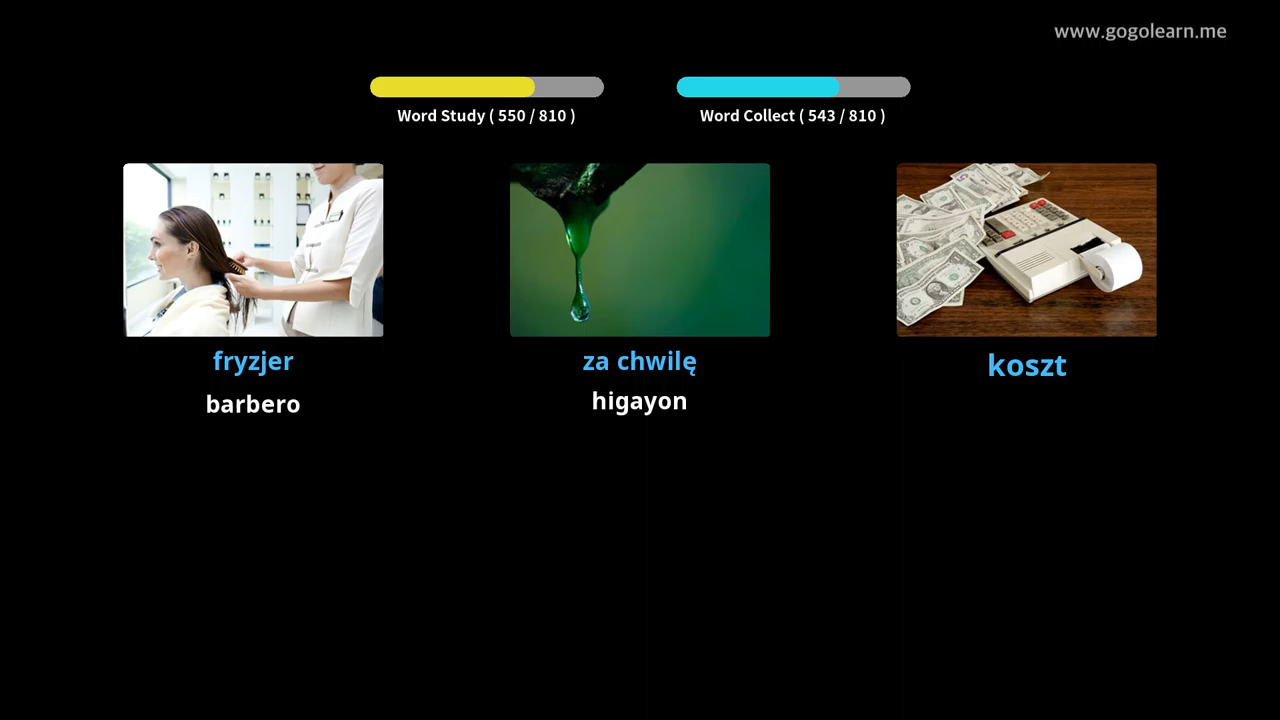 www.gogolearn.me
Word Study ( 550 / 810 )
Word Collect ( 543 / 810 )
fryzjer
barbero
za chwilę
higayon
koszt